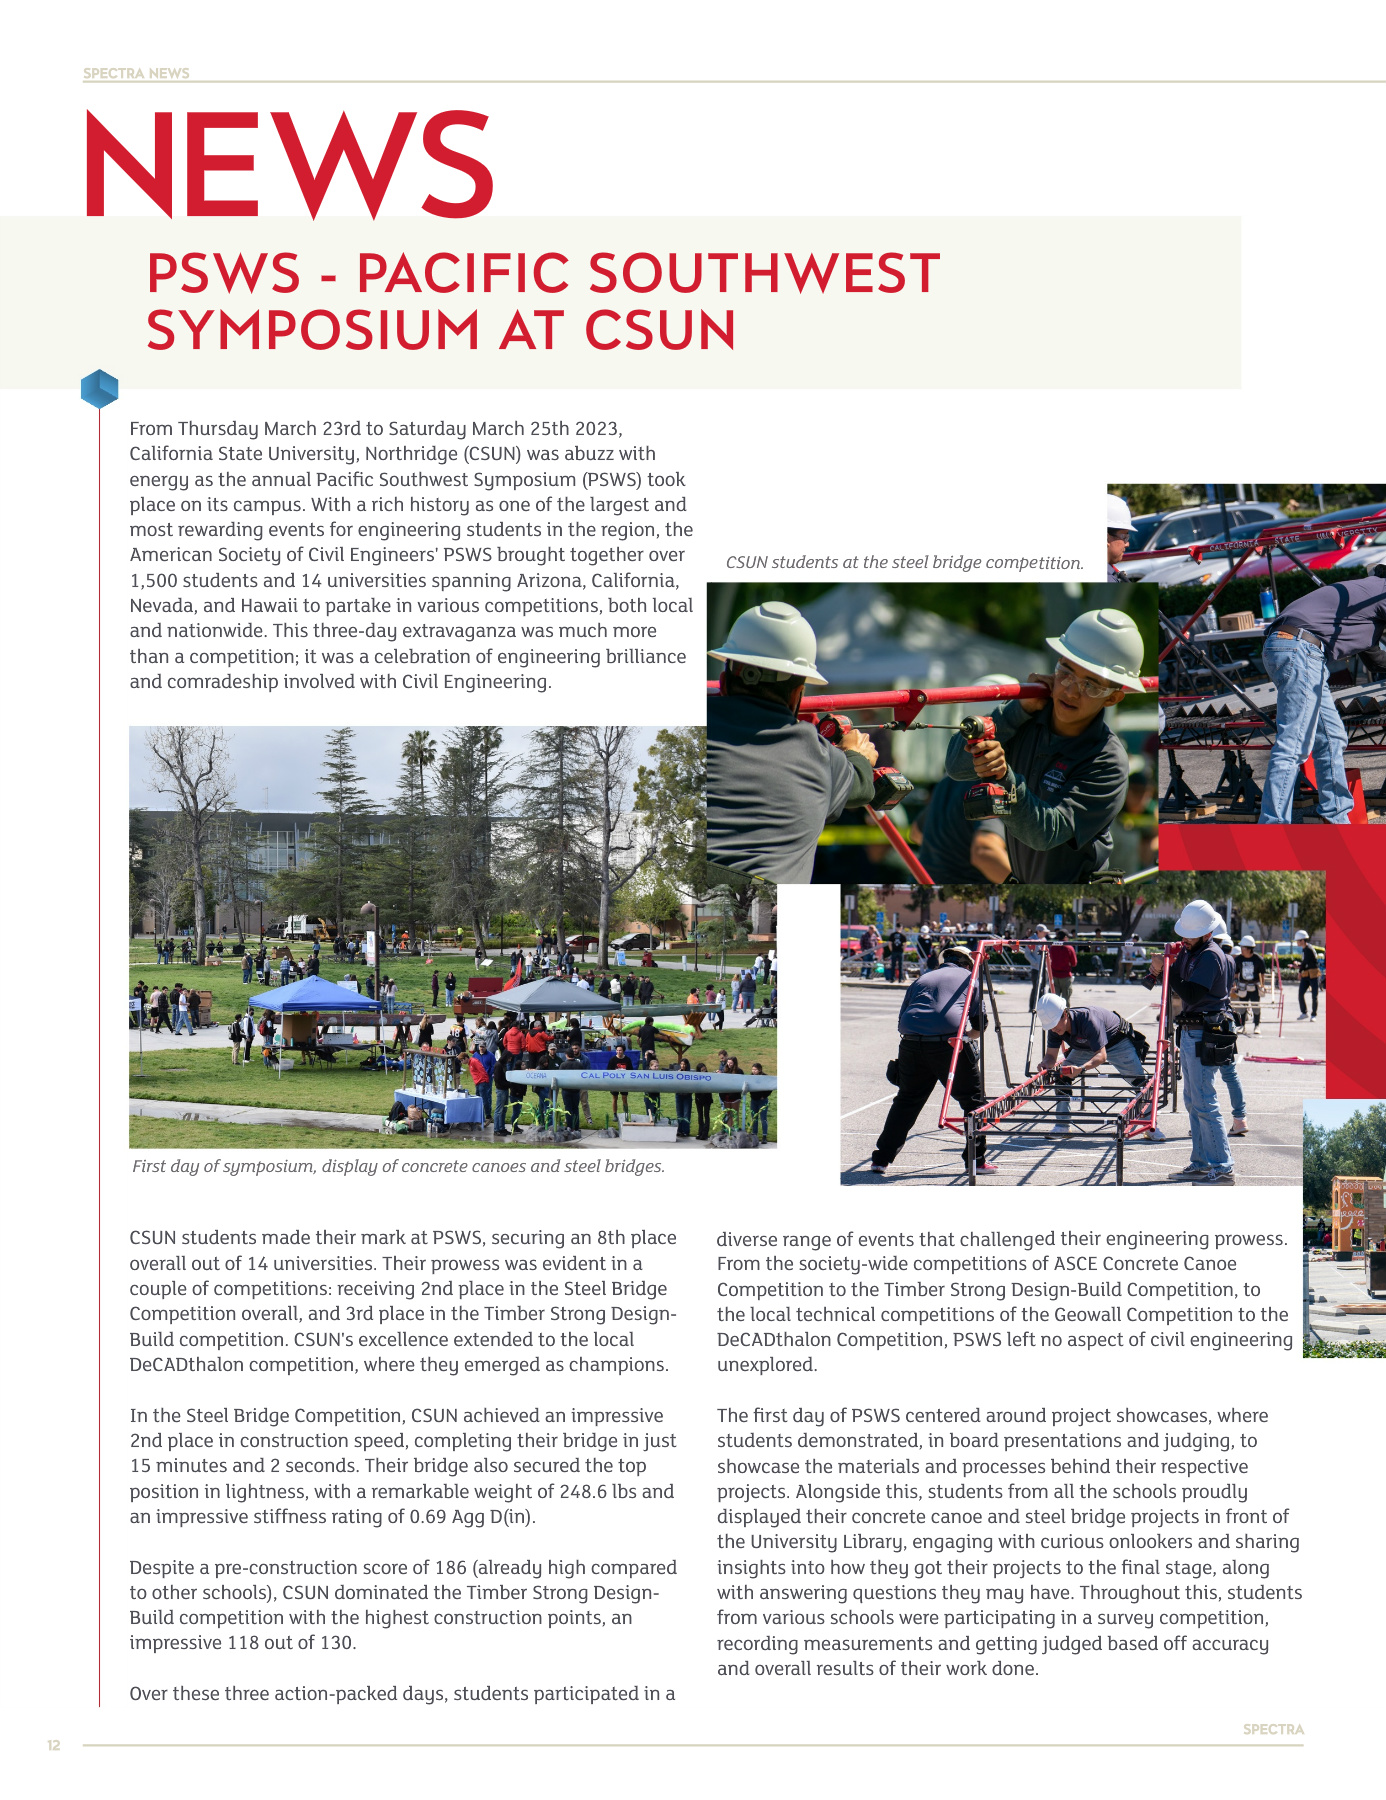 SPECTRA NEWS
NEWS
PSWS - PACIFIC SOUTHWEST
SYMPOSIUM AT CSUN
From Thursday March 23rd to Saturday March 25th 2023,
California State University, Northridge (CSUN) was abuzz with
energy as the annual Pacific Southwest Symposium (PSWS) took
place on its campus. With a rich history as one of the largest and
most rewarding events for engineering students in the region, the
American Society of Civil Engineers' PSWS brought together over
1,500 students and 14 universities spanning Arizona, California,
Nevada, and Hawaii to partake in various competitions, both local
and nationwide. This three-day extravaganza was much more
than a competition; it was a celebration of engineering brilliance
and comradeship involved with Civil Engineering.
CSUN students at the steel bridge competition.
CALIFORNIA STATE UNIVERSITY
OCEANA CAL POLY SAN LUIS OBISPO
First day of symposium, display of concrete canoes and steel bridges.
CSUN students made their mark at PSWS, securing an 8th place
overall out of 14 universities. Their prowess was evident in a
couple of competitions: receiving 2nd place in the Steel Bridge
Competition overall, and 3rd place in the Timber Strong Design-
Build competition. CSUN's excellence extended to the local
DeCADthalon competition, where they emerged as champions.
In the Steel Bridge Competition, CSUN achieved an impressive
2nd place in construction speed, completing their bridge in just
15 minutes and 2 seconds. Their bridge also secured the top
position in lightness, with a remarkable weight of 248.6 lbs and
an impressive stiffness rating of 0.69 Agg D(in).
Despite a pre-construction score of 186 (already high compared
to other schools), CSUN dominated the Timber Strong Design-
Build competition with the highest construction points, an
impressive 118 out of 130.
Over these three action-packed days, students participated in a
diverse range of events that challenged their engineering prowess.
From the society-wide competitions of ASCE Concrete Canoe
Competition to the Timber Strong Design-Build Competition, to
the local technical competitions of the Geowall Competition to the
DeCADthalon Competition, PSWS left no aspect of civil engineering
unexplored.
The first day of PSWS centered around project showcases, where
students demonstrated, in board presentations and judging, to
showcase the materials and processes behind their respective
projects. Alongside this, students from all the schools proudly
displayed their concrete canoe and steel bridge projects in front of
the University Library, engaging with curious onlookers and sharing
insights into how they got their projects to the final stage, along
with answering questions they may have. Throughout this, students
from various schools were participating in a survey competition,
recording measurements and getting judged based off accuracy
and overall results of their work done.
SPECTRA
12